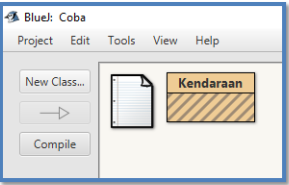 BlueJ: Coba
Project Edit Tools View Help
New Class...
Kendaraan
Compile